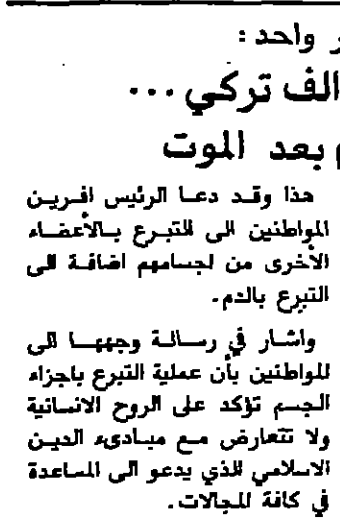 ر واحد :
الف تركي ...
م بعد الموت
هذا وقد دعا الرئيس افرين
المواطنين الى التبرع بالأعضاء
الأخرى من اجسامهم اضافة الى
التبرع بالدم .
واشار في رسالة وجهها الى
المواطنين بأن عملية التبرع باجزاء
الجسم تؤكد على الروح الانسانية
ولا تتعارض مع مبادىء الدين
الاسلامي الذي يدعو الى المساعدة
في كافة المجالات .